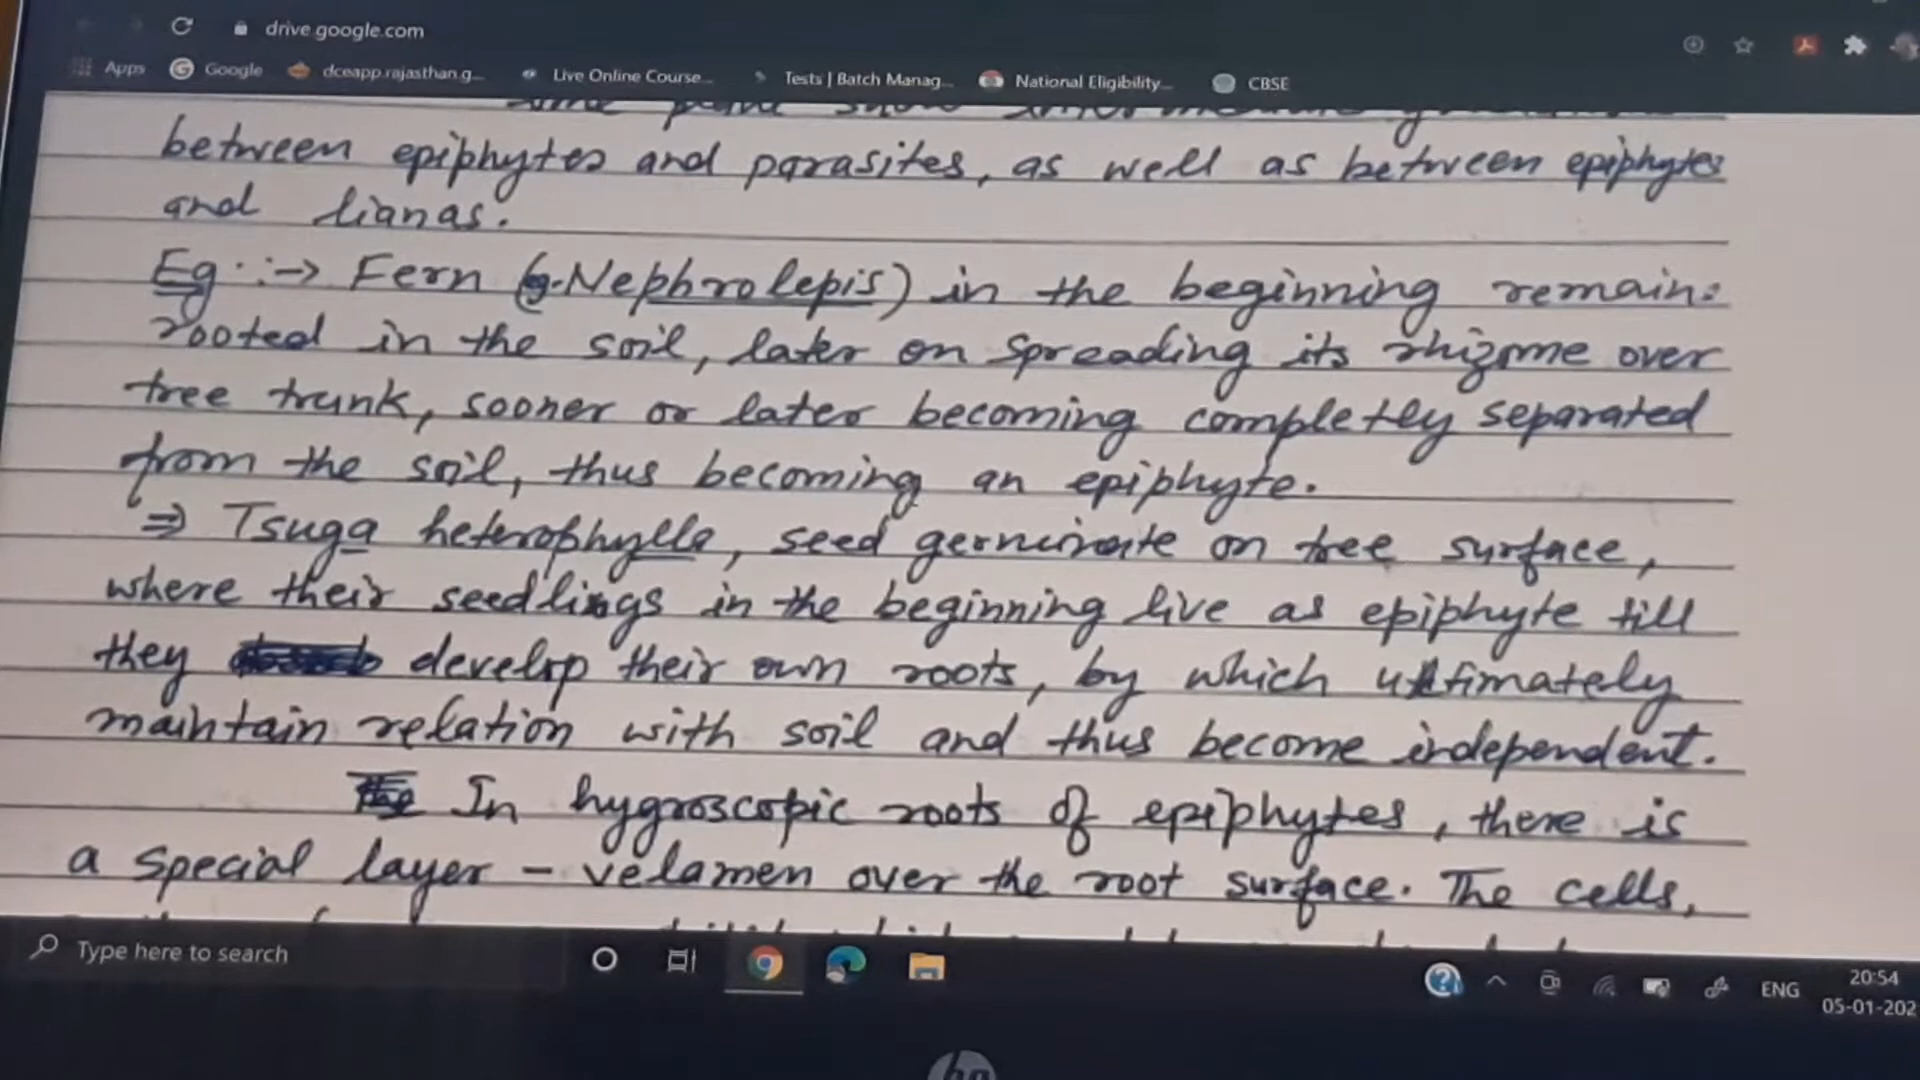 drive.google.com
Apps Google dceapp.rajasthan.g... Live Online Course... Tests | Batch Manag... National Eligibility... CBSE
between epiphytes and parasites, as well as between epiphytes
and lianas.
Eg. :-> Fern (g. Nephrolepis) in the beginning remains
rooted in the soil, later on spreading its rhizome over
tree trunk, sooner or later becoming completely separated
from the soil, thus becoming an epiphyte.
⇒ Tsuga heterophylla, seed germinate on tree surface,
where their seedlings in the beginning live as epiphyte till
they develop their own roots, by which ultimately
maintain relation with soil and thus become independent.
In hygroscopic roots of epiphytes, there is
a special layer - velamen over the root surface. The cells,
Type here to search
ENG
20:54
05-01-202
hp